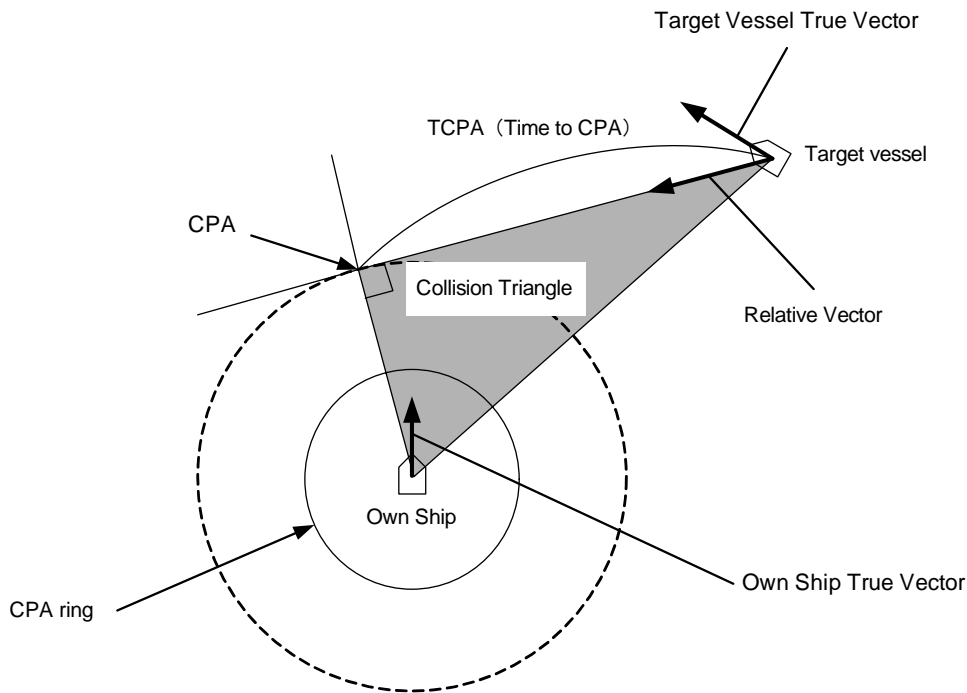 Target Vessel True Vector
TCPA（Time to CPA）
Target vessel
CPA
Collision Triangle
Relative Vector
Own Ship
Own Ship True Vector
CPA ring